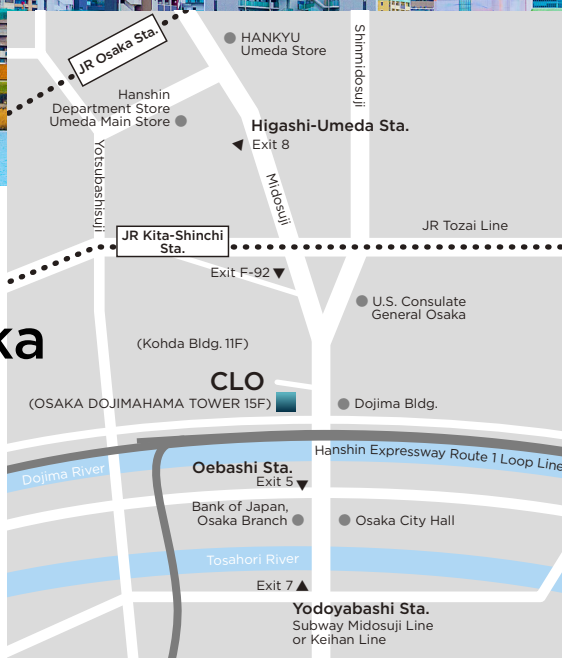 JR Osaka Sta.
HANKYU
Umeda Store
Shinmidosuji
Hanshin
Department Store
Umeda Main Store
Higashi-Umeda Sta.
Exit 8
Yotsubashisuji
Midosuji
JR Tozai Line
JR Kita-Shinchi
Sta.
Exit F-92
U.S. Consulate
General Osaka
ka
(Kohda Bldg. 11F)
CLO
(OSAKA DOJIMAHAMA TOWER 15F)
Dojima Bldg.
Hanshin Expressway Route 1 Loop Line
Dojima River
Oebashi Sta.
Exit 5
Bank of Japan,
Osaka Branch
Osaka City Hall
Tosahori River
Exit 7
Yodoyabashi Sta.
Subway Midosuji Line
or Keihan Line